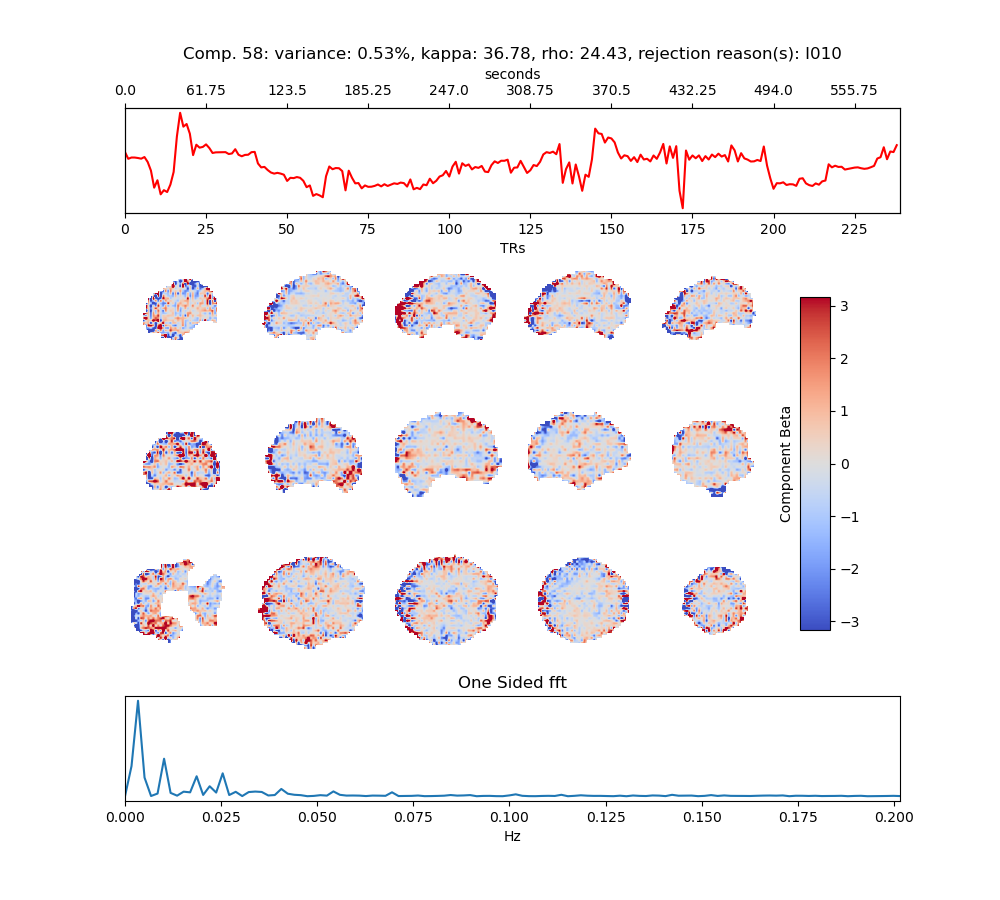 Comp. 58: variance: 0.53%, kappa: 36.78, rho: 24.43, rejection reason(s): I010
seconds
0.0 61.75 123.5 185.25 247.0 308.75 370.5 432.25 494.0 555.75
0 25 50 75 100 125 150 175 200 225
TRs
3
2
1
0
−1
−2
−3
Component Beta
One Sided fft
0.000 0.025 0.050 0.075 0.100 0.125 0.150 0.175 0.200
Hz